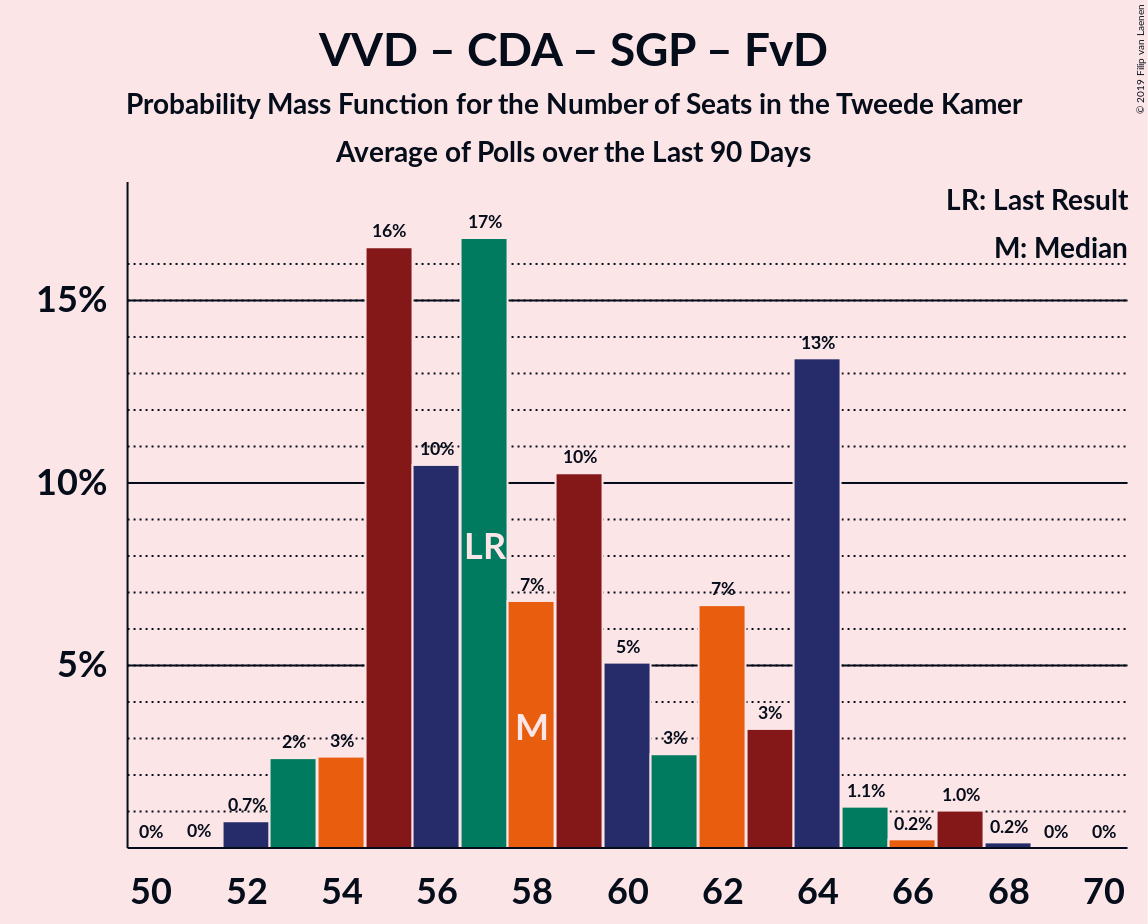 VVD – CDA – SGP – FvD
Probability Mass Function for the Number of Seats in the Tweede Kamer
Average of Polls over the Last 90 Days
© 2019 Filip van Laenen
LR: Last Result
M: Median
15%
10%
5%
0%
0%
0.7%
2%
3%
16%
10%
17%
7%
10%
5%
3%
7%
3%
13%
1.1%
0.2%
1.0%
0.2%
0%
0%
LR
M
50 52 54 56 58 60 62 64 66 68 70